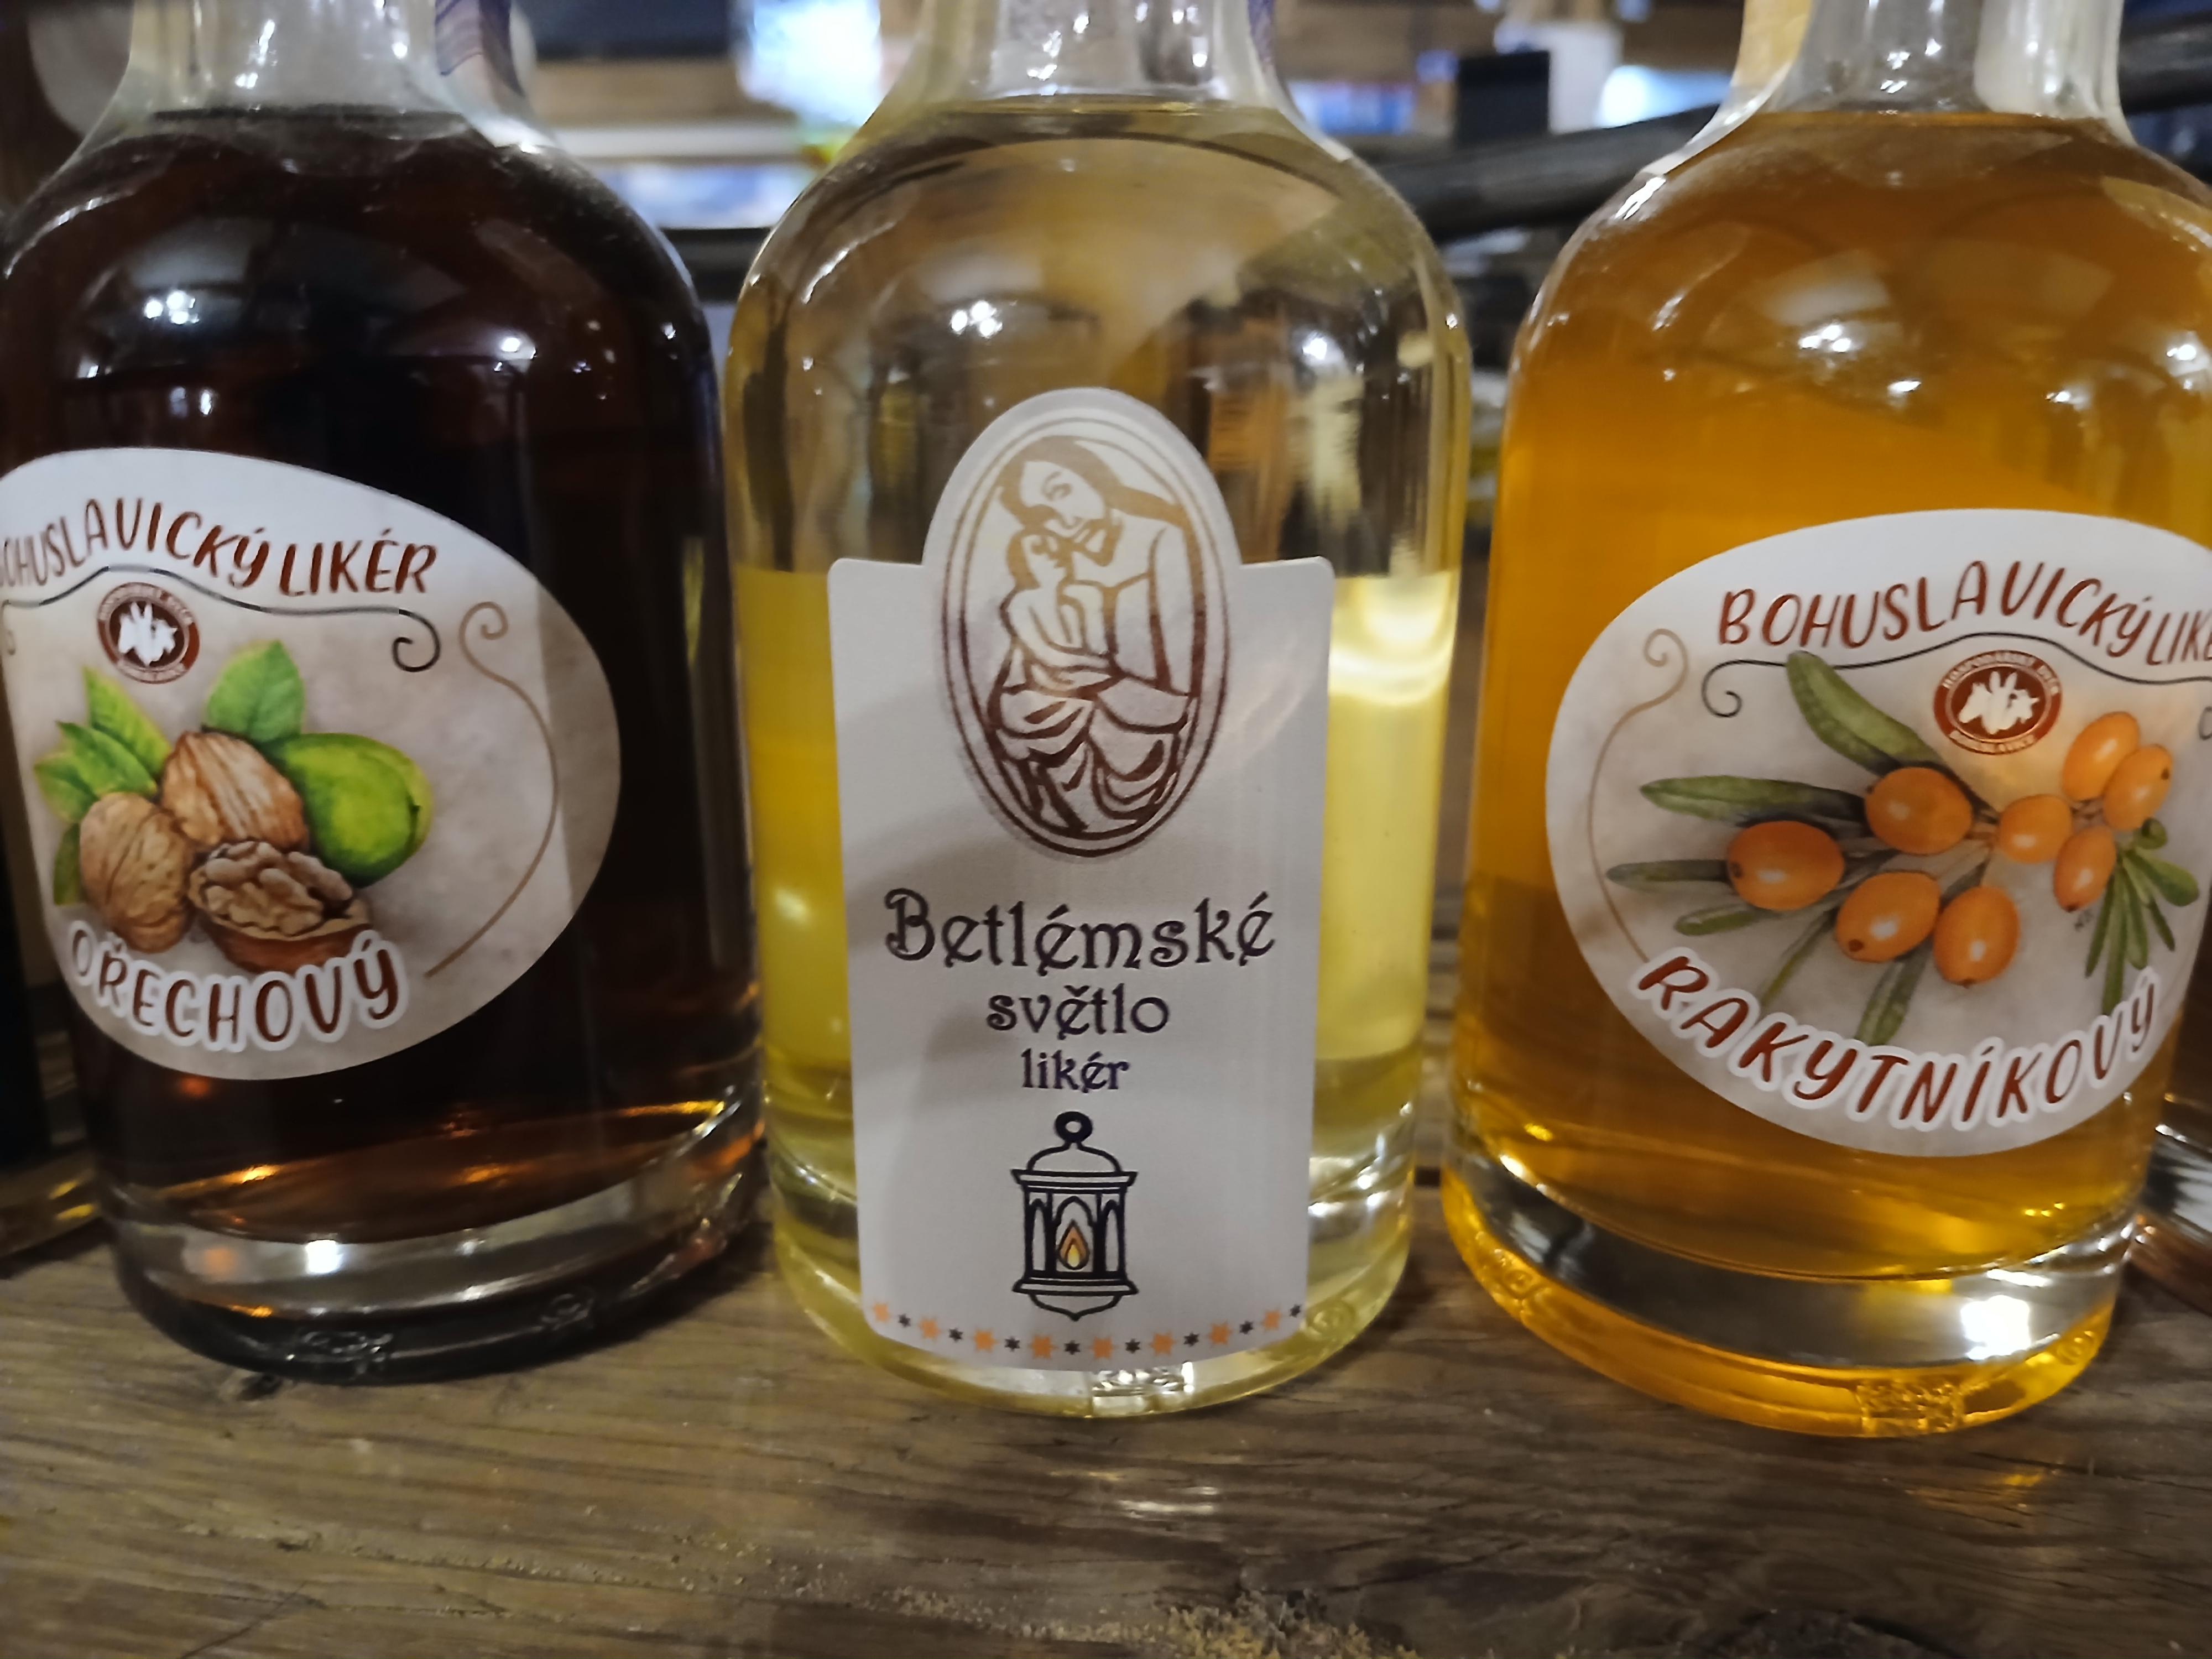 BOHUSLAVICKÝ LIKÉR
OŘECHOVÝ
Betlémské
světlo
likér
BOHUSLAVICKÝ LIKÉ
RAKYTNÍKOVÝ